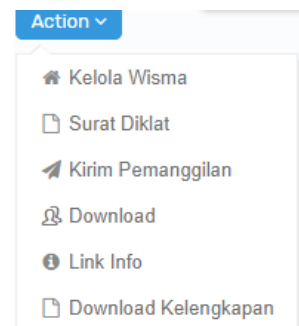 Action
Kelola Wisma
Surat Diklat
Kirim Pemanggilan
Download
Link Info
Download Kelengkapan